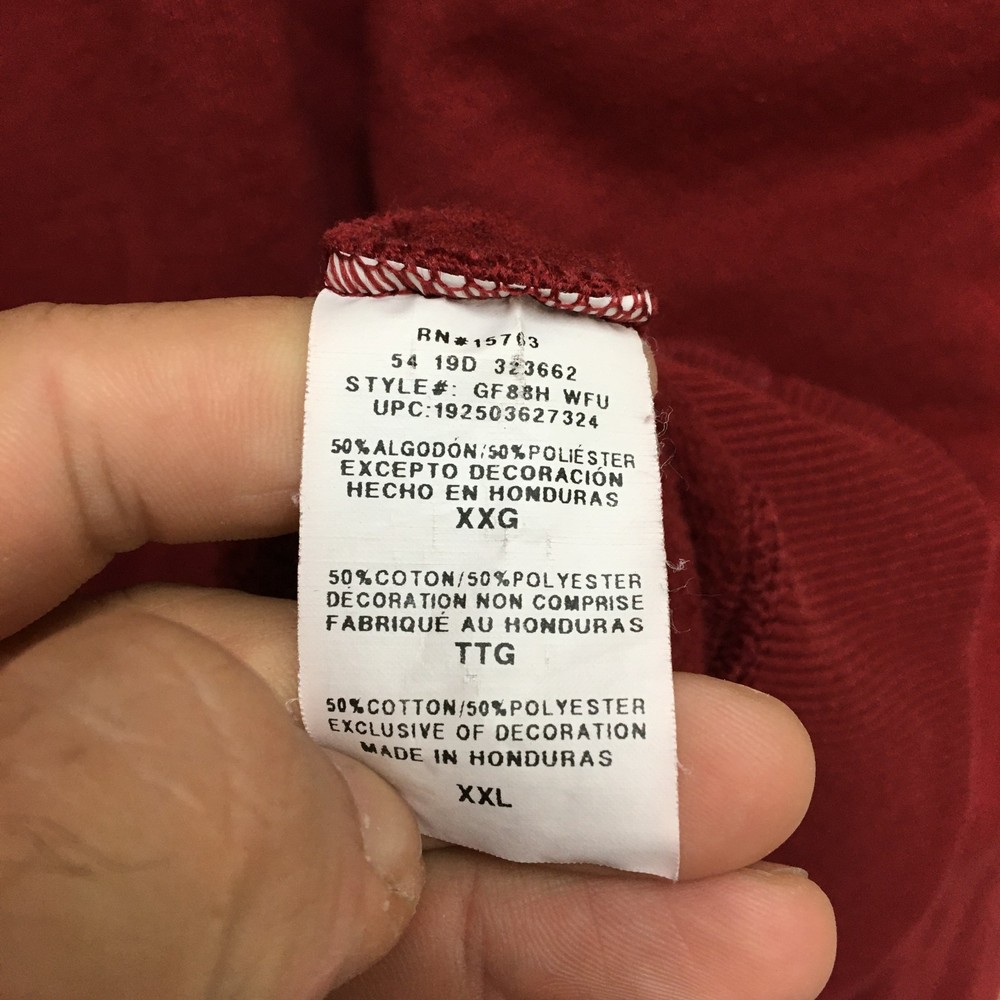 RN#15763
54 19D 323662
STYLE#: GF88H WFU
UPC:192503627324
50%ALGODÓN/50%POLIÉSTER
EXCEPTO DECORACIÓN
HECHO EN HONDURAS
XXG
50%COTON/50%POLYESTER
DECORATION NON COMPRISE
FABRIQUÉ AU HONDURAS
TTG
50%COTTON/50%POLYESTER
EXCLUSIVE OF DECORATION
MADE IN HONDURAS
XXL